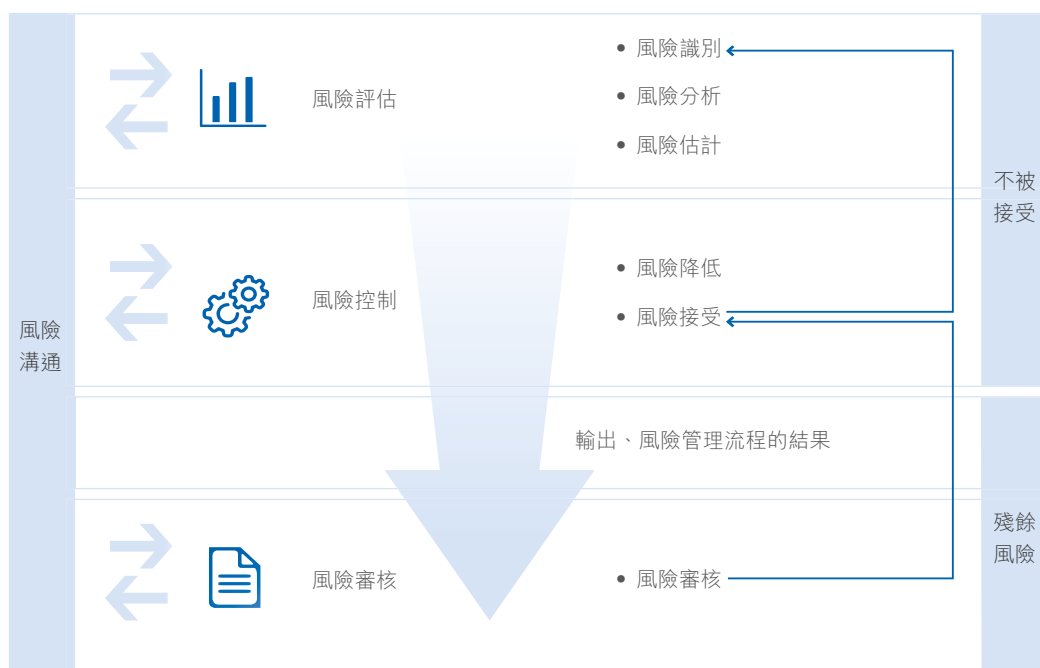 風險
溝通
風險評估
• 風險識別
• 風險分析
• 風險估計
不被
接受
風險控制
• 風險降低
• 風險接受
輸出、風險管理流程的結果
風險審核
• 風險審核
殘餘
風險